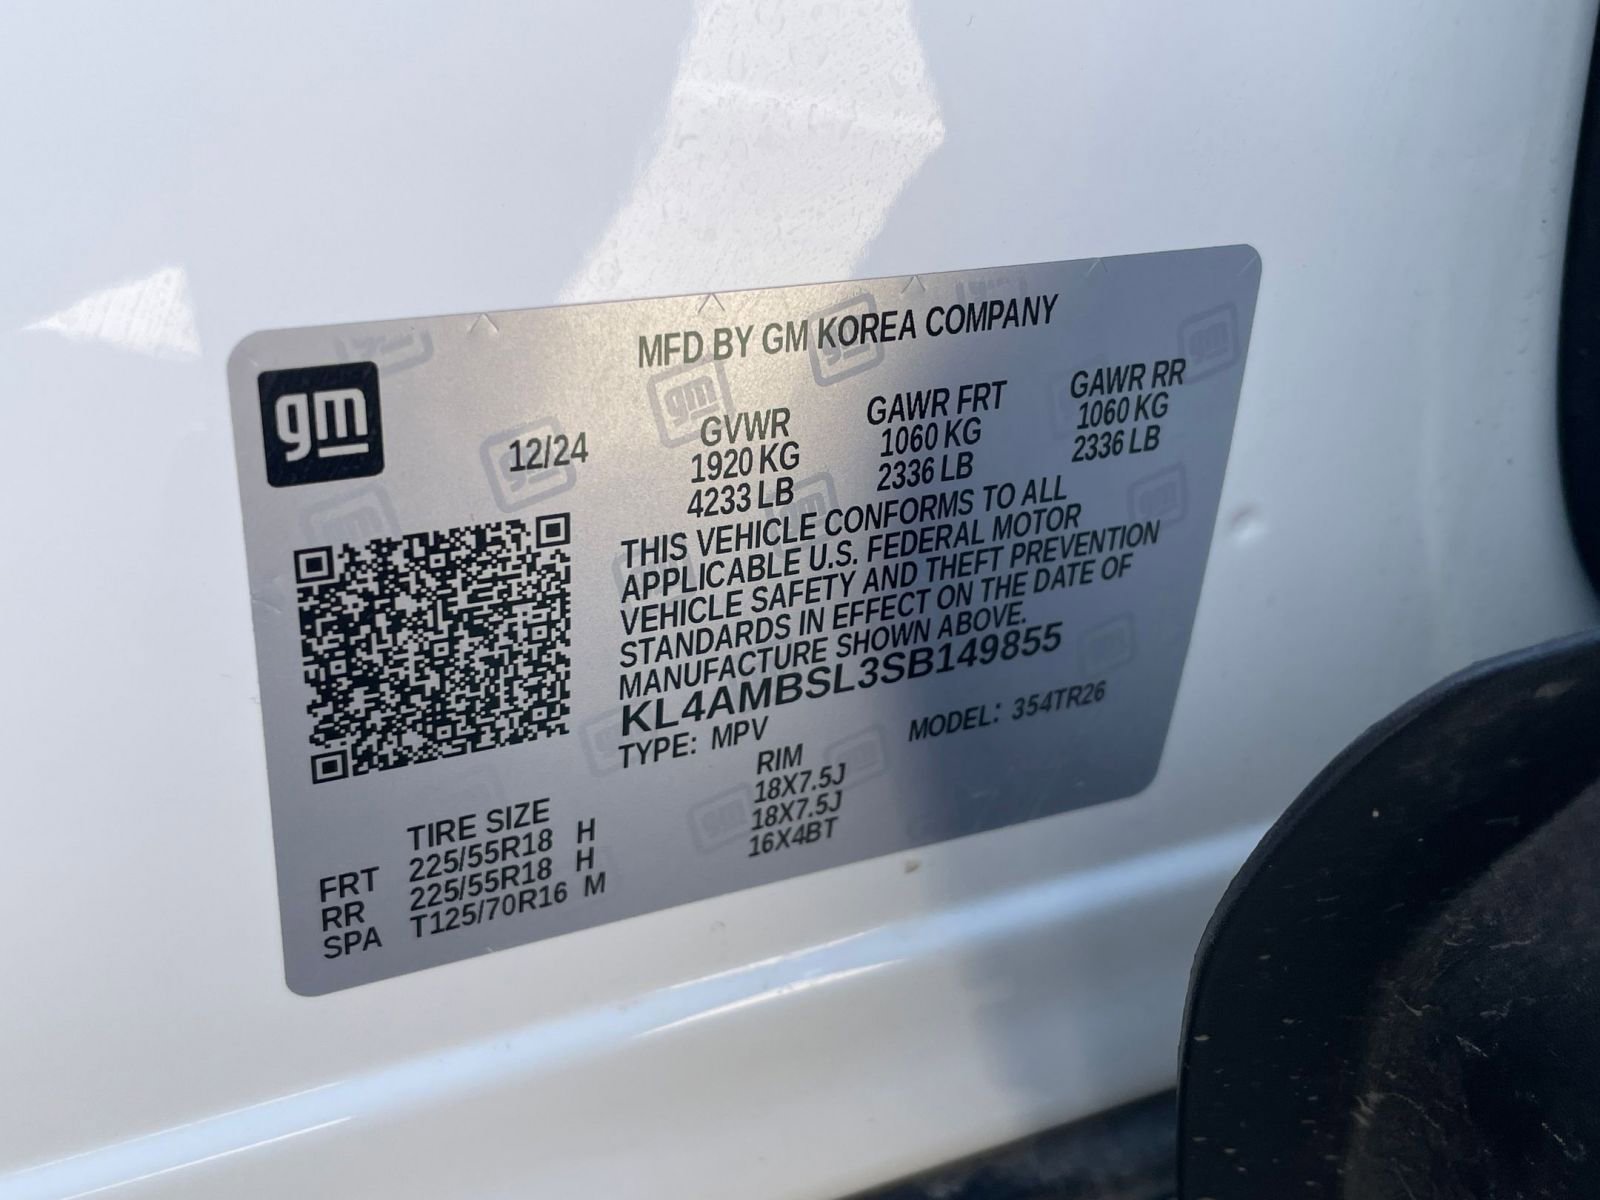 MFD BY GM KOREA COMPANY
gm
12/24
GVWR GAWR FRT GAWR RR
1920 KG 1060 KG 1060 KG
4233 LB 2336 LB 2336 LB
THIS VEHICLE CONFORMS TO ALL
APPLICABLE U.S. FEDERAL MOTOR
VEHICLE SAFETY AND THEFT PREVENTION
STANDARDS IN EFFECT ON THE DATE OF
MANUFACTURE SHOWN ABOVE.
KL4AMBSL3SB149855
TYPE: MPV MODEL: 354TR26
TIRE SIZE RIM
FRT 225/55R18 H 18X7.5J
RR 225/55R18 H 18X7.5J
SPA T125/70R16 M 16X4BT